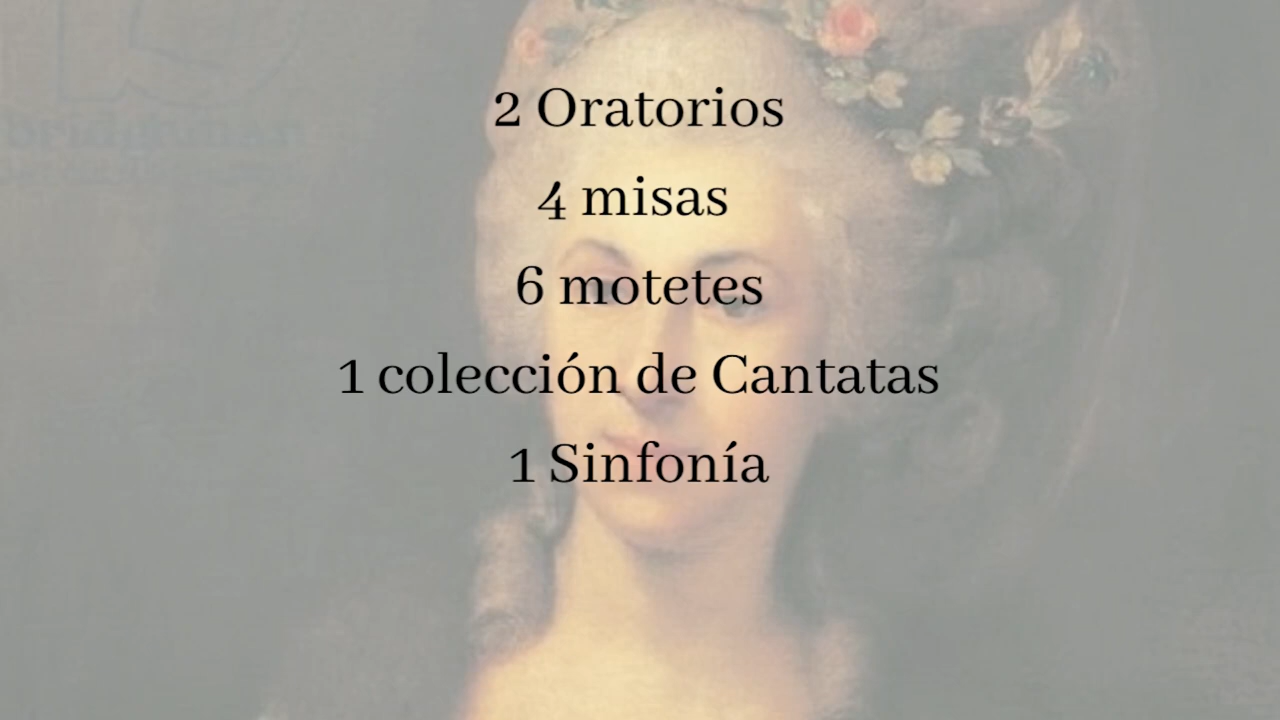 2 Oratorios
4 misas
6 motetes
1 colección de Cantatas
1 Sinfonía